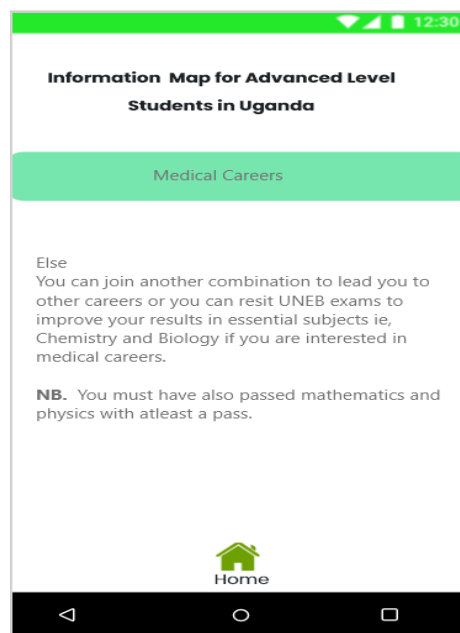 12:30
Information Map for Advanced Level
Students in Uganda
Medical Careers
Else
You can join another combination to lead you to
other careers or you can resit UNEB exams to
improve your results in essential subjects ie,
Chemistry and Biology if you are interested in
medical careers.
NB. You must have also passed mathematics and
physics with atleast a pass.
Home